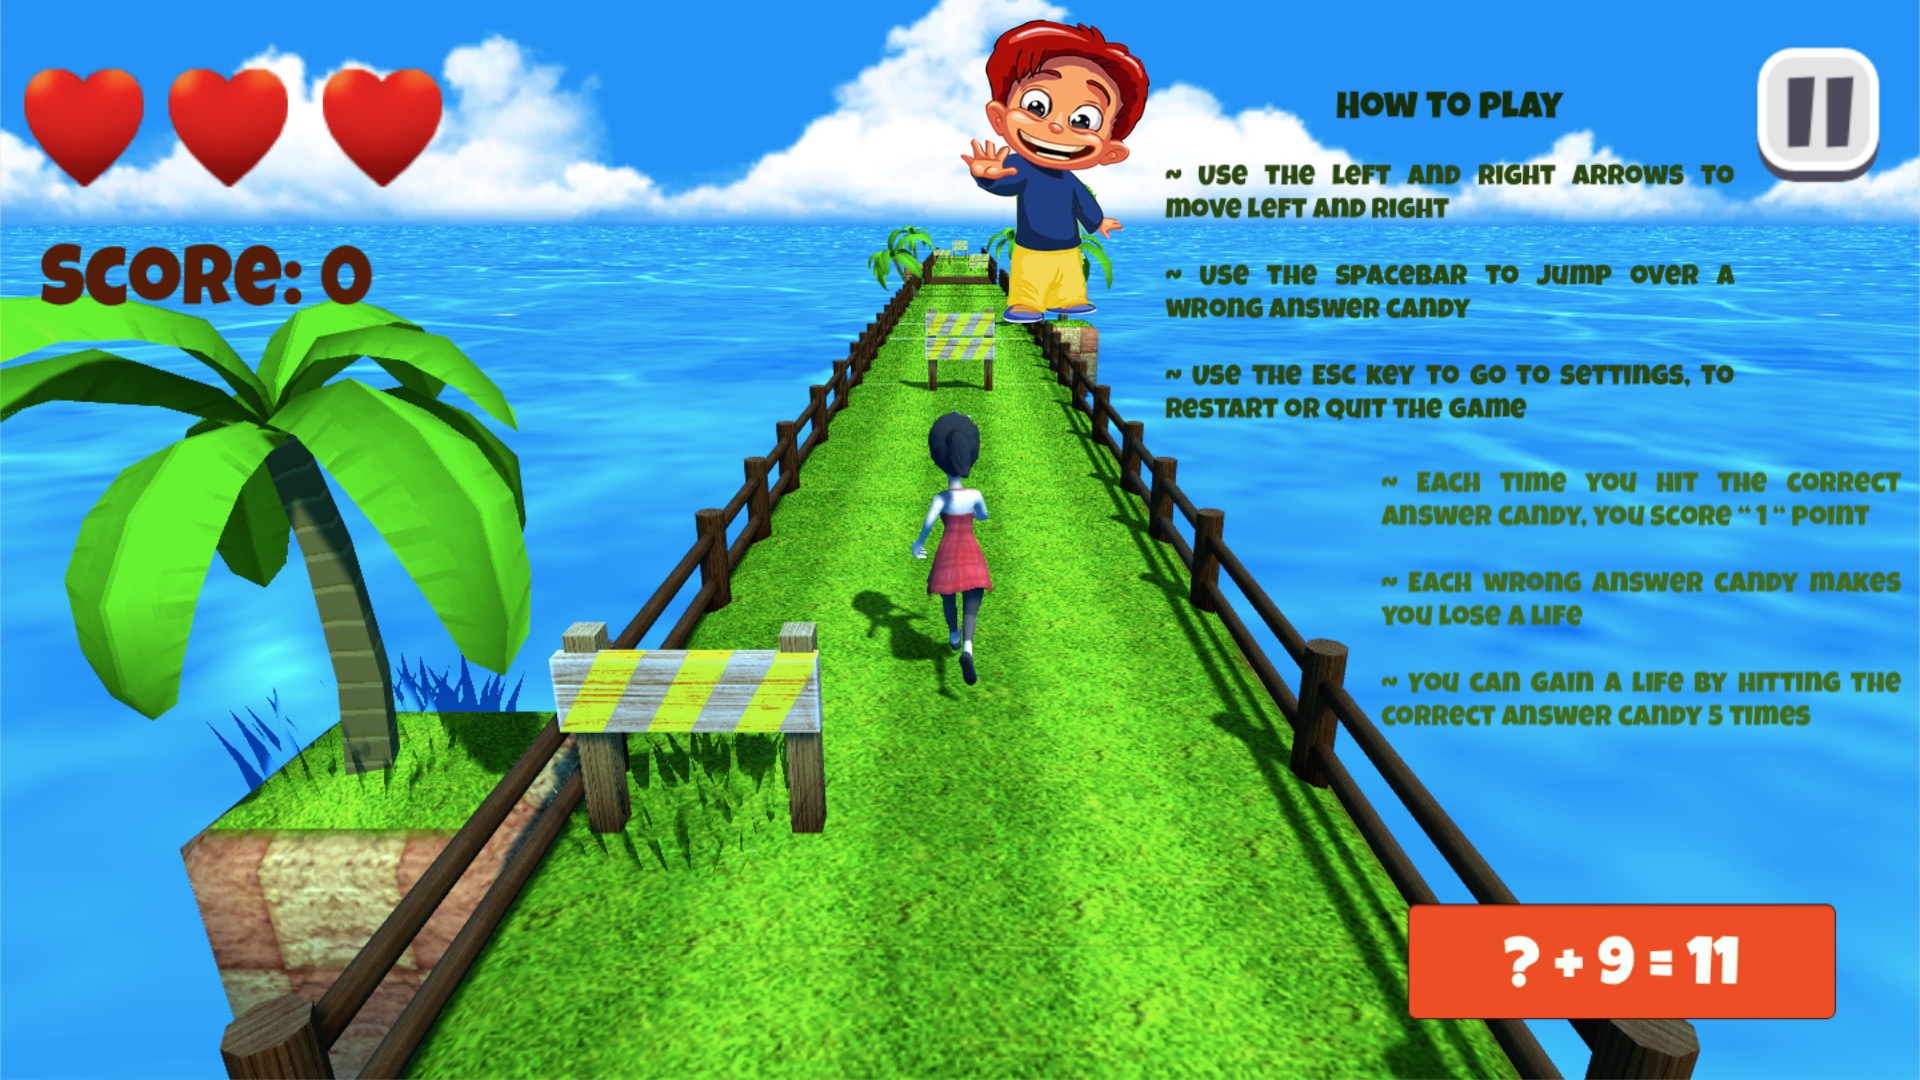 HOW TO PLAY
~ USE THE LEFT AND RIGHT ARROWS TO
MOVE LEFT AND RIGHT
SCORE: 0
~ USE THE SPACEBAR TO JUMP OVER A
WRONG ANSWER CANDY
~ USE THE ESC KEY TO GO TO SETTINGS, TO
RESTART OR QUIT THE GAME
~ EACH TIME YOU HIT THE CORRECT
ANSWER CANDY, YOU SCORE “ 1 “ POINT
~ EACH WRONG ANSWER CANDY MAKES
YOU LOSE A LIFE
~ YOU CAN GAIN A LIFE BY HITTING THE
CORRECT ANSWER CANDY 5 TIMES
? + 9 = 11